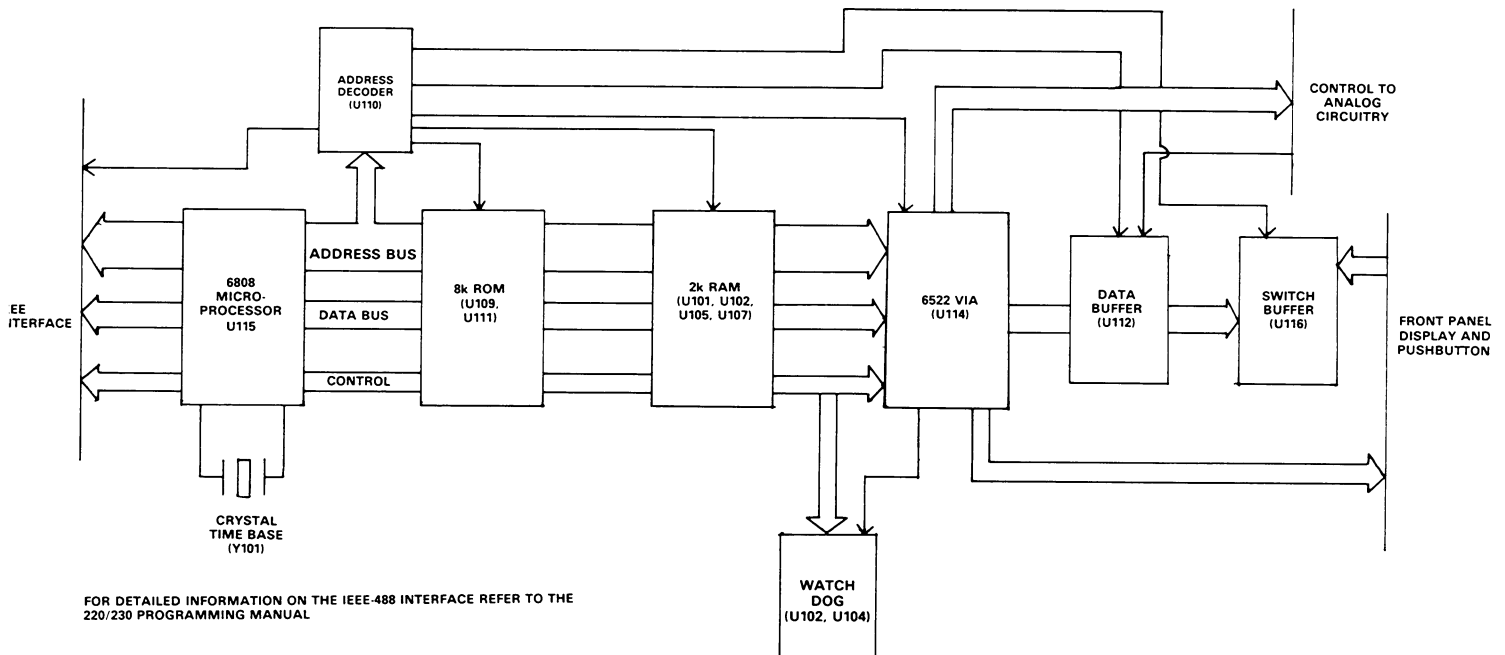 ADDRESS
DECODER
(U110)
CONTROL TO
ANALOG
CIRCUITRY
EE
TERFACE
6808
MICRO-
PROCESSOR
U115
ADDRESS BUS
DATA BUS
CONTROL
8k ROM
(U109,
U111)
2k RAM
(U101, U102,
U105, U107)
6522 VIA
(U114)
DATA
BUFFER
(U112)
SWITCH
BUFFER
(U116)
FRONT PANEL
DISPLAY AND
PUSHBUTTON
CRYSTAL
TIME BASE
(Y101)
WATCH
DOG
(U102, U104)
FOR DETAILED INFORMATION ON THE IEEE-488 INTERFACE REFER TO THE
220/230 PROGRAMMING MANUAL